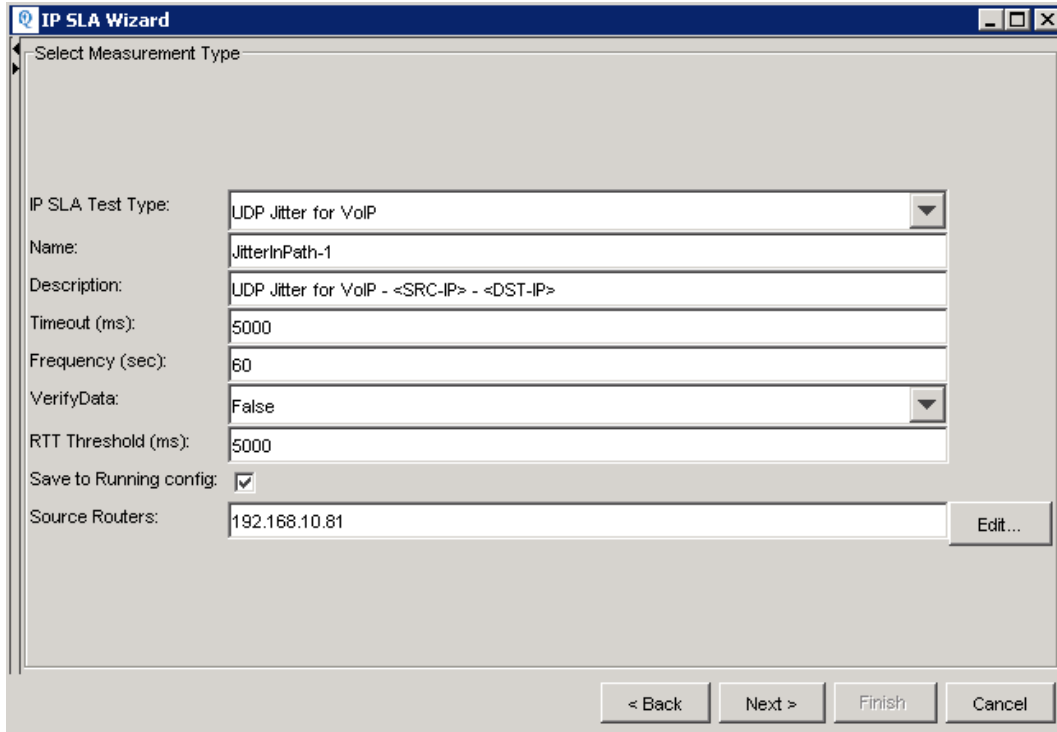 IP SLA Wizard
Select Measurement Type
IP SLA Test Type: UDP Jitter for VoIP
Name: JitterInPath-1
Description: UDP Jitter for VoIP - <SRC-IP> - <DST-IP>
Timeout (ms): 5000
Frequency (sec): 60
VerifyData: False
RTT Threshold (ms): 5000
Save to Running config:
Source Routers: 192.168.10.81 Edit...
< Back Next > Finish Cancel